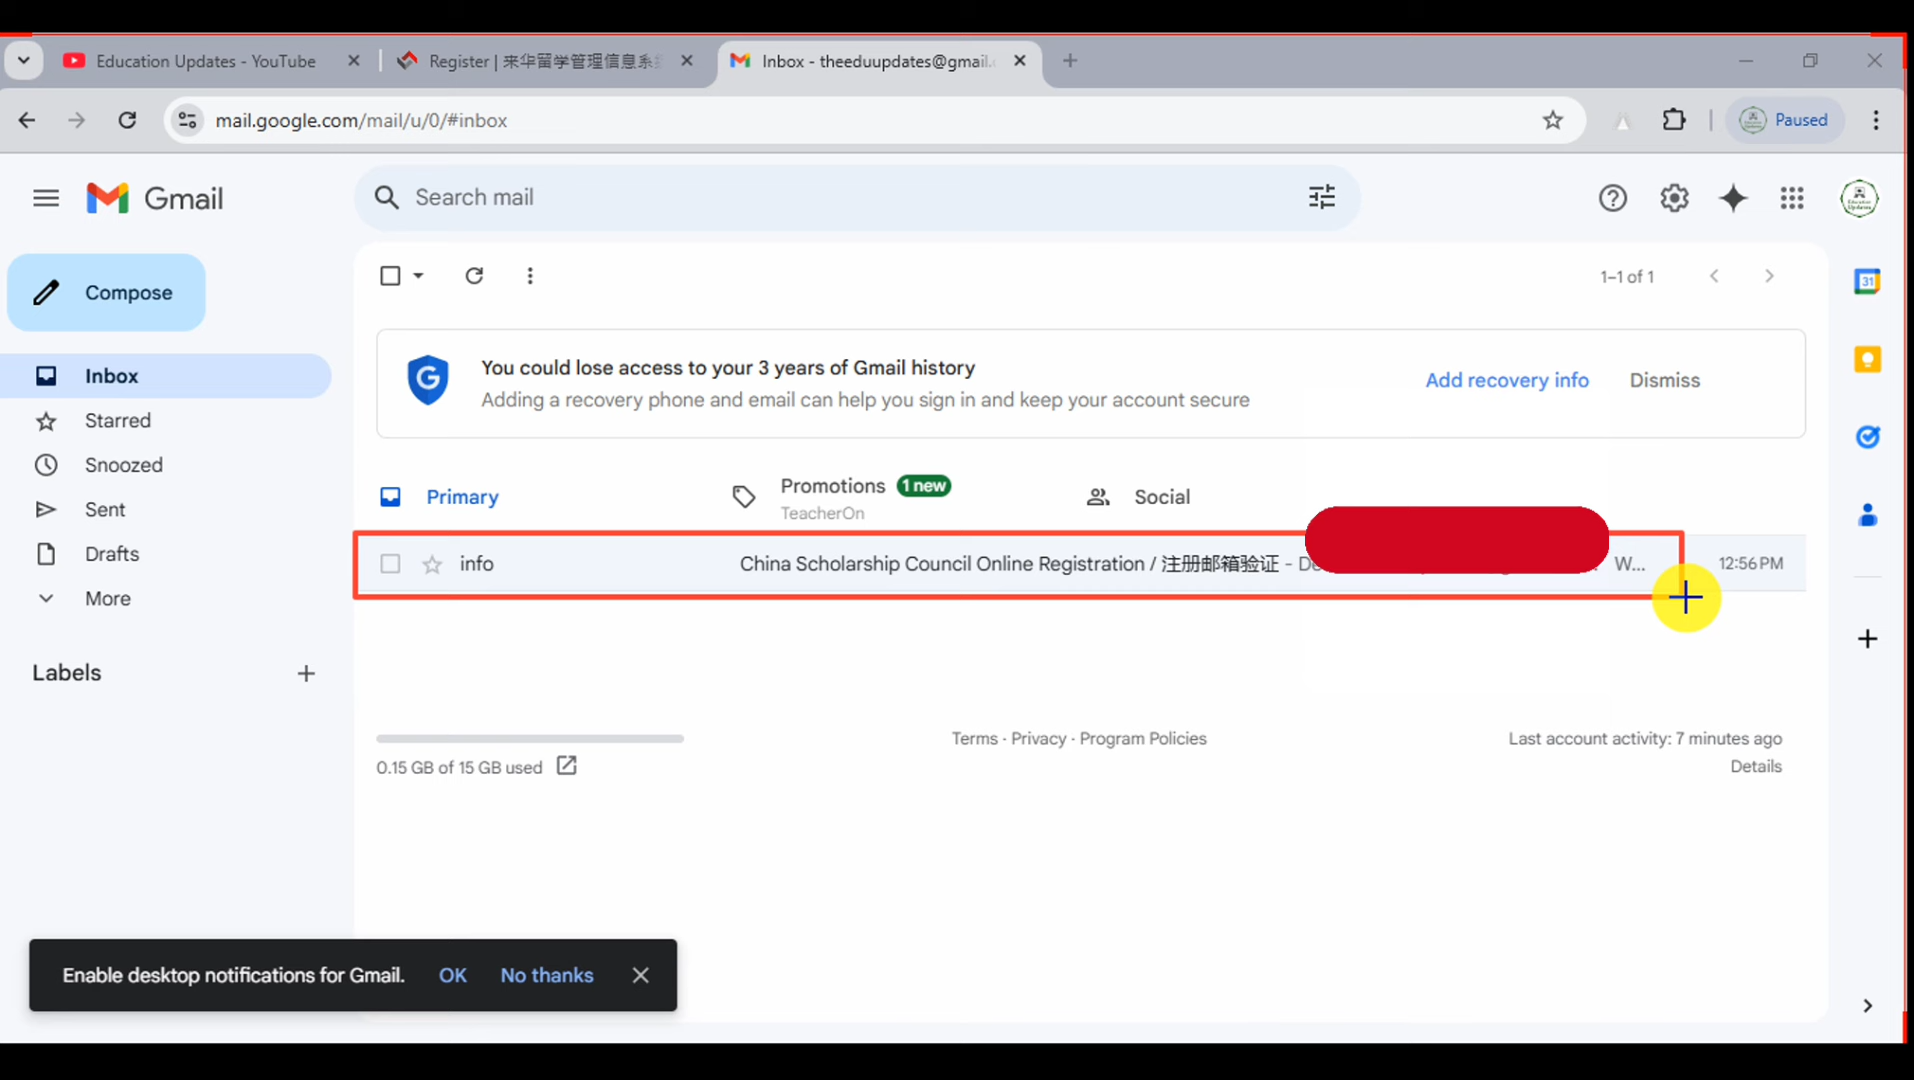 Education Updates - YouTube
Register | 来华留学管理信息系统
Inbox - theeduupdates@gmail.
mail.google.com/mail/u/0/#inbox
Paused
Gmail
Search mail
Compose
1–1 of 1
Inbox
Starred
Snoozed
Sent
Drafts
More
Labels
You could lose access to your 3 years of Gmail history
Adding a recovery phone and email can help you sign in and keep your account secure
Add recovery info
Dismiss
Primary
Promotions
1 new
TeacherOn
Social
info
China Scholarship Council Online Registration / 注册邮箱验证 - De
W...
12:56 PM
0.15 GB of 15 GB used
Terms · Privacy · Program Policies
Last account activity: 7 minutes ago
Details
Enable desktop notifications for Gmail.
OK
No thanks
31